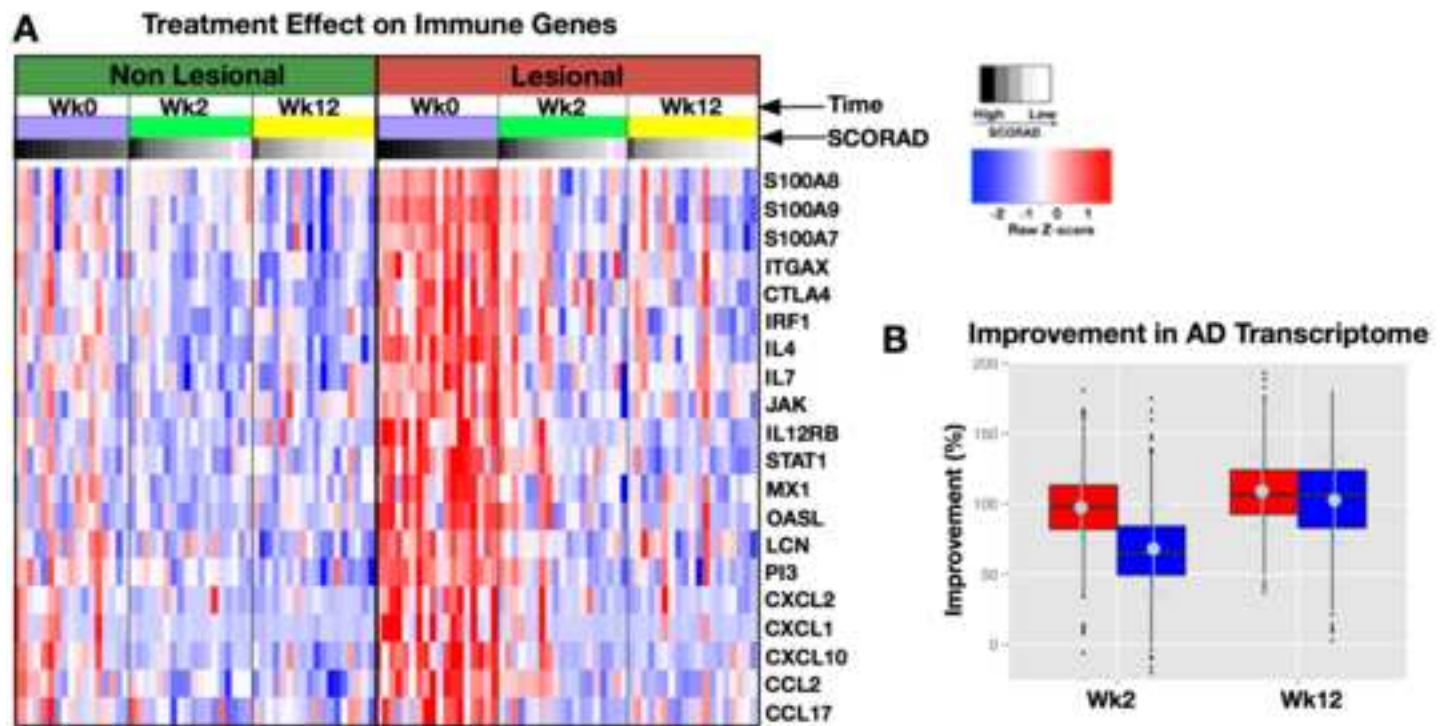 A
Treatment Effect on Immune Genes
Non Lesional
Lesional
Wk0
Wk2
Wk12
Wk0
Wk2
Wk12
Time
SCORAD
S100A8
S100A9
S100A7
ITGAX
CTLA4
IRF1
IL4
IL7
JAK
IL12RB
STAT1
MX1
OASL
LCN
PI3
CXCL2
CXCL1
CXCL10
CCL2
CCL17
High Low
SCORAD
-2 -1 0 1
Raw Z-score
B
Improvement in AD Transcriptome
Improvement (%)
200
150
100
50
0
Wk2
Wk12